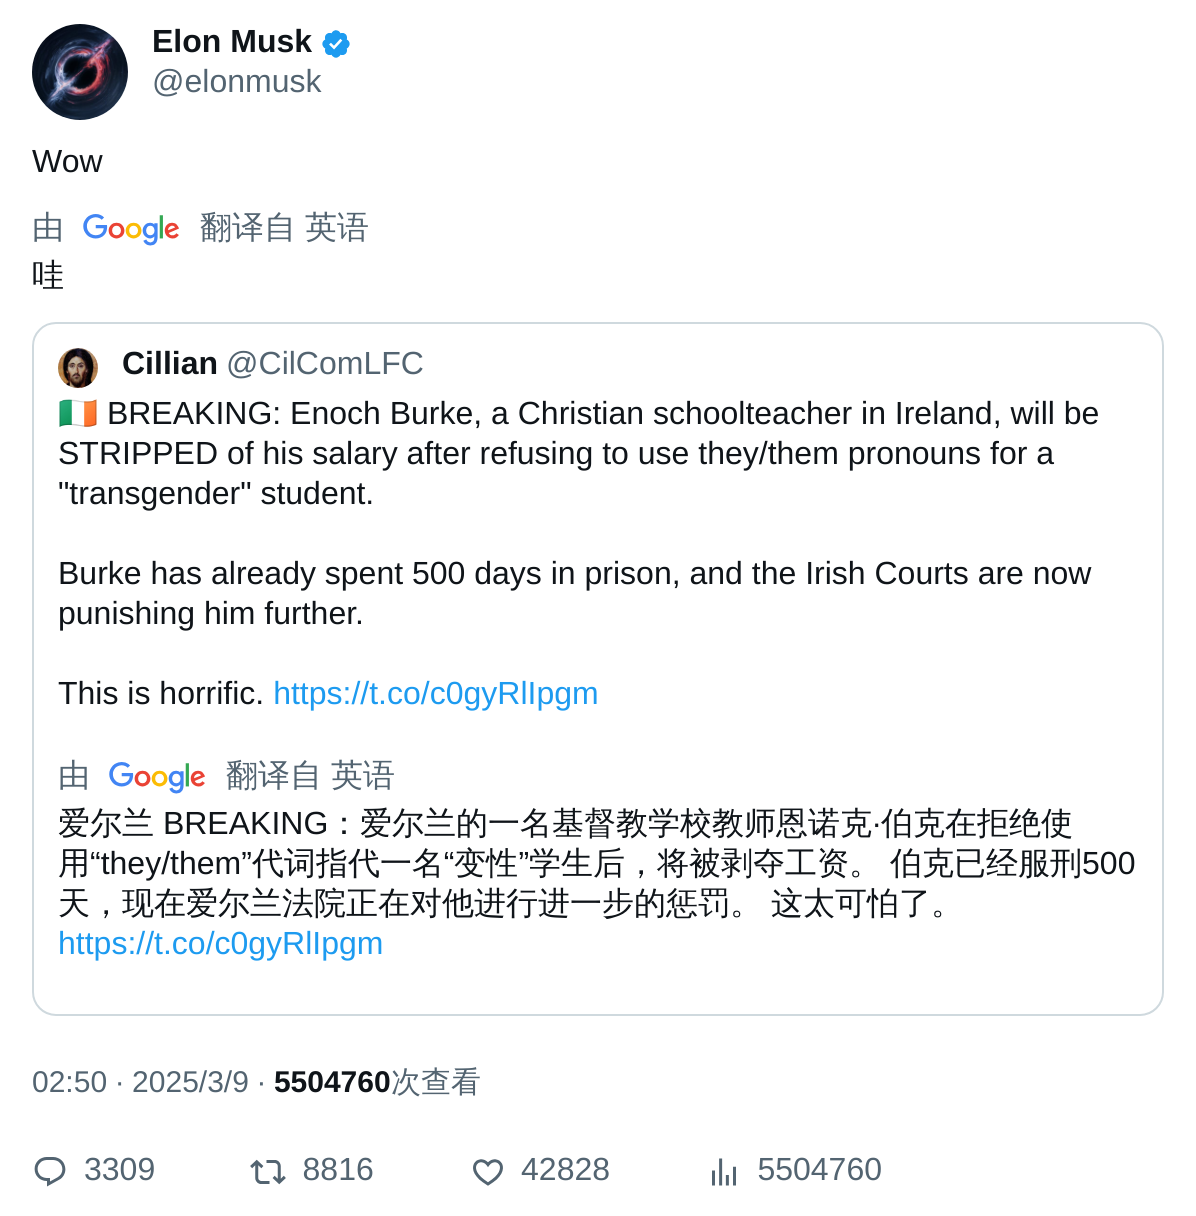 Elon Musk
@elonmusk
Wow
由 Google 翻译自 英语
哇
Cillian @CilComLFC
🇮🇪 BREAKING: Enoch Burke, a Christian schoolteacher in Ireland, will be
STRIPPED of his salary after refusing to use they/them pronouns for a
"transgender" student.
Burke has already spent 500 days in prison, and the Irish Courts are now
punishing him further.
This is horrific. https://t.co/c0gyRlIpgm
由 Google 翻译自 英语
爱尔兰 BREAKING：爱尔兰的一名基督教学校教师恩诺克·伯克在拒绝使
用“they/them”代词指代一名“变性”学生后，将被剥夺工资。 伯克已经服刑500
天，现在爱尔兰法院正在对他进行进一步的惩罚。 这太可怕了。
https://t.co/c0gyRlIpgm
02:50 · 2025/3/9 · 5504760次查看
3309 8816 42828 5504760